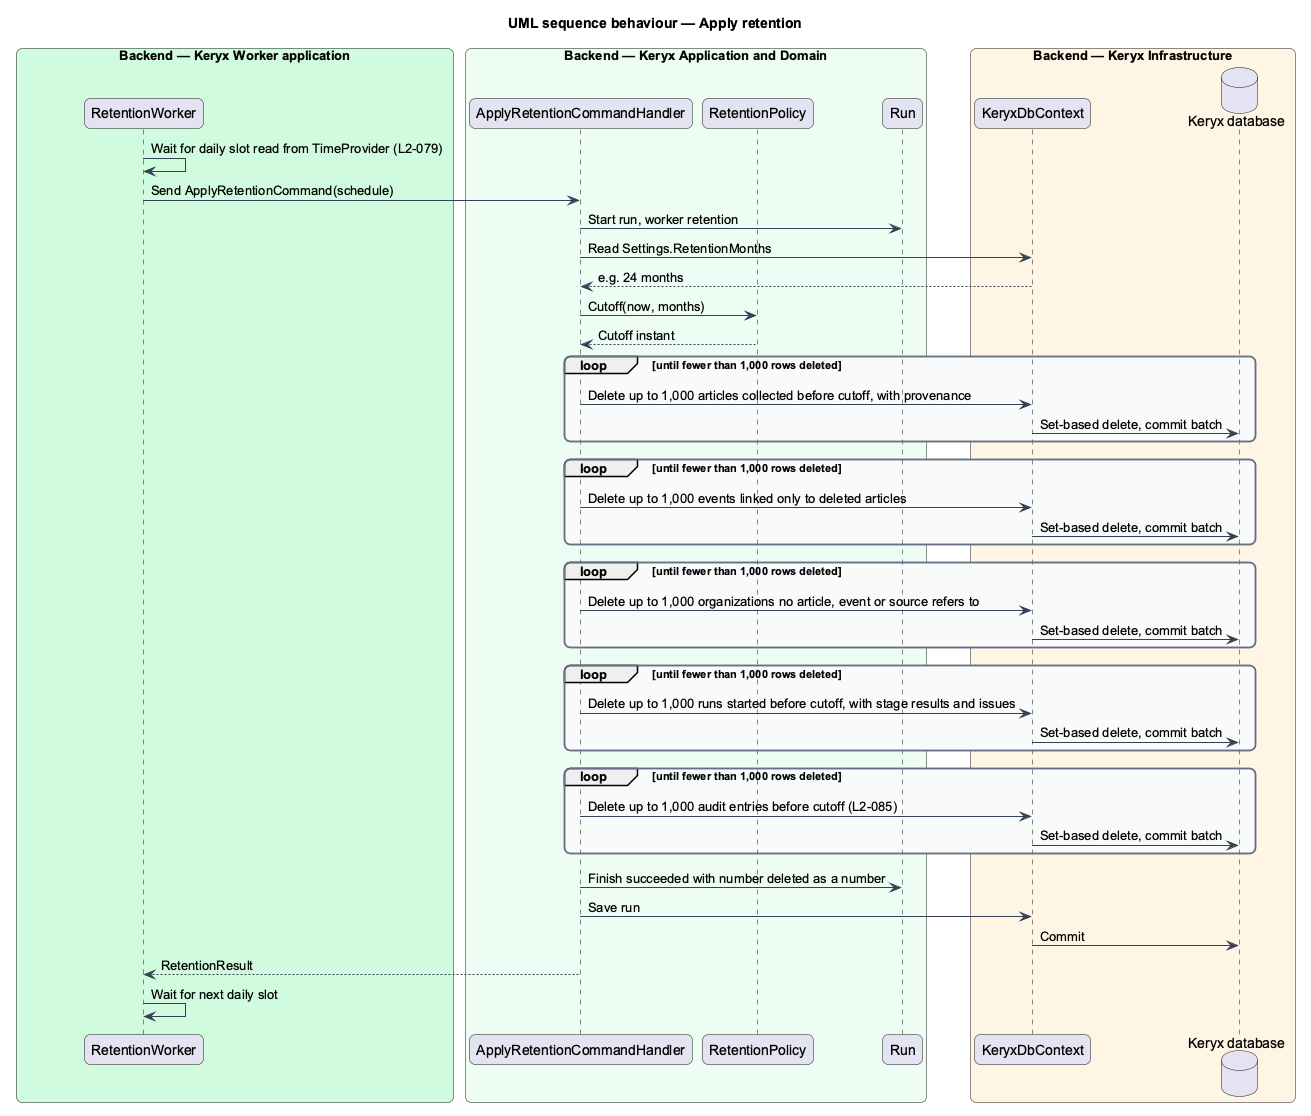 UML sequence behaviour — Apply retention
Backend — Keryx Worker application
Backend — Keryx Application and Domain
Backend — Keryx Infrastructure
RetentionWorker
ApplyRetentionCommandHandler
RetentionPolicy
Run
KeryxDbContext
Keryx database
Wait for daily slot read from TimeProvider (L2-079)
Send ApplyRetentionCommand(schedule)
Start run, worker retention
Read Settings.RetentionMonths
e.g. 24 months
Cutoff(now, months)
Cutoff instant
loop [until fewer than 1,000 rows deleted]
Delete up to 1,000 articles collected before cutoff, with provenance
Set-based delete, commit batch
loop [until fewer than 1,000 rows deleted]
Delete up to 1,000 events linked only to deleted articles
Set-based delete, commit batch
loop [until fewer than 1,000 rows deleted]
Delete up to 1,000 organizations no article, event or source refers to
Set-based delete, commit batch
loop [until fewer than 1,000 rows deleted]
Delete up to 1,000 runs started before cutoff, with stage results and issues
Set-based delete, commit batch
loop [until fewer than 1,000 rows deleted]
Delete up to 1,000 audit entries before cutoff (L2-085)
Set-based delete, commit batch
Finish succeeded with number deleted as a number
Save run
Commit
RetentionResult
Wait for next daily slot
RetentionWorker
ApplyRetentionCommandHandler
RetentionPolicy
Run
KeryxDbContext
Keryx database